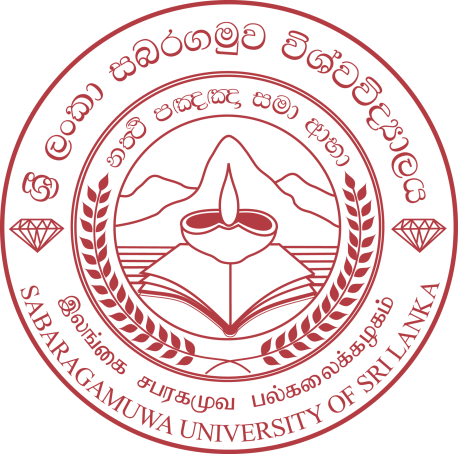 ශ්‍රී ලංකා සබරගමුව විශ්වවිද්‍යාලය
නත්ථි පඤ්ඤා සමා ආභා
இலங்கை சபரகமுவ பல்கலைக்கழகம்
SABARAGAMUWA UNIVERSITY OF SRI LANKA